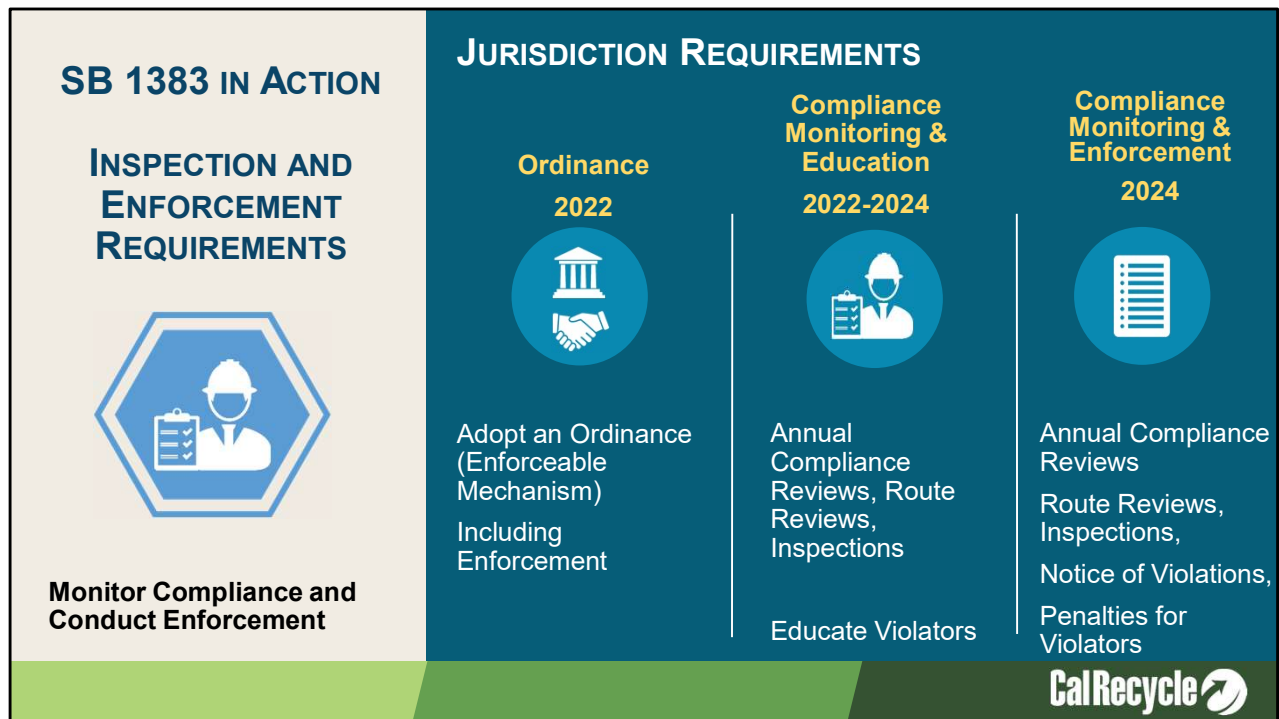 SB 1383 IN ACTION
INSPECTION AND
ENFORCEMENT
REQUIREMENTS
Monitor Compliance and
Conduct Enforcement
JURISDICTION REQUIREMENTS
Ordinance
2022
Adopt an Ordinance
(Enforceable
Mechanism)
Including
Enforcement
Compliance
Monitoring &
Education
2022-2024
Annual
Compliance
Reviews, Route
Reviews,
Inspections
Educate Violators
Compliance
Monitoring &
Enforcement
2024
Annual Compliance
Reviews
Route Reviews,
Inspections,
Notice of Violations,
Penalties for
Violators
CalRecycle